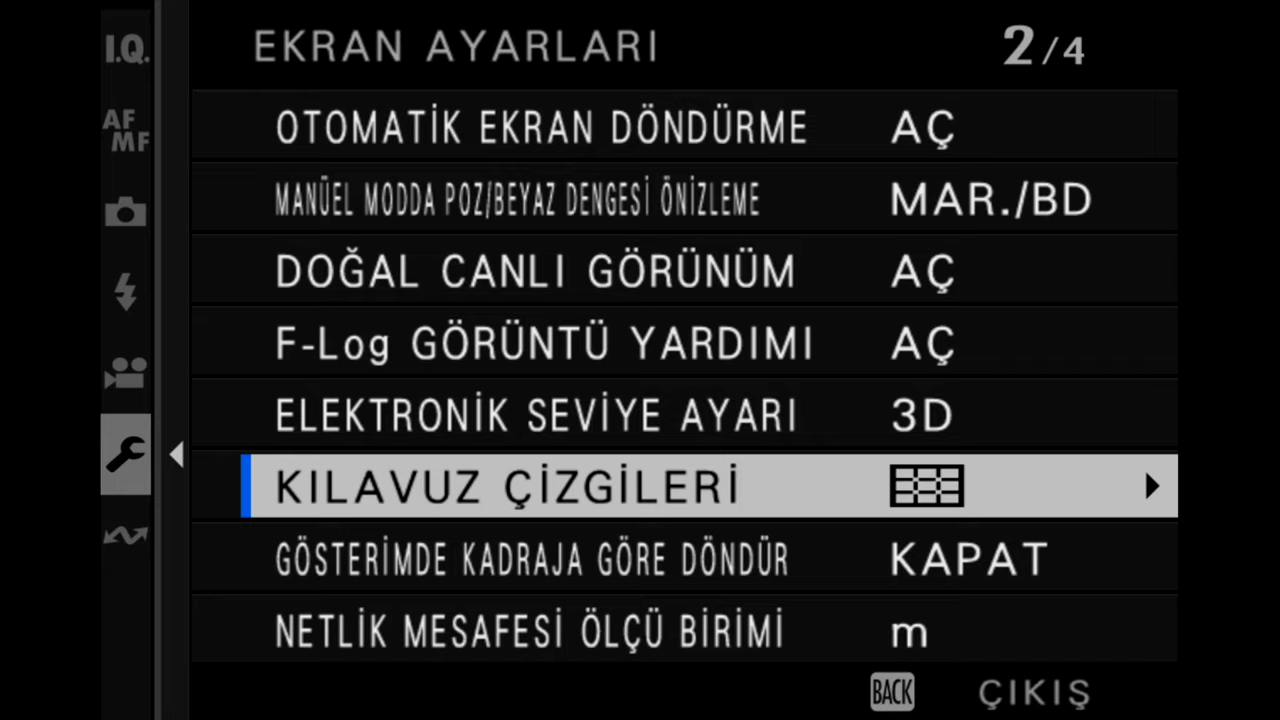 EKRAN AYARLARI 2/4
I.Q.
AF
MF
OTOMATİK EKRAN DÖNDÜRME AÇ
MANÜEL MODDA POZ/BEYAZ DENGESİ ÖNİZLEME MAR./BD
DOĞAL CANLI GÖRÜNÜM AÇ
F-Log GÖRÜNTÜ YARDIMI AÇ
ELEKTRONİK SEVİYE AYARI 3D
KILAVUZ ÇİZGİLERİ
GÖSTERİMDE KADRAJA GÖRE DÖNDÜR KAPAT
NETLİK MESAFESİ ÖLÇÜ BİRİMİ m
BACK ÇIKIŞ